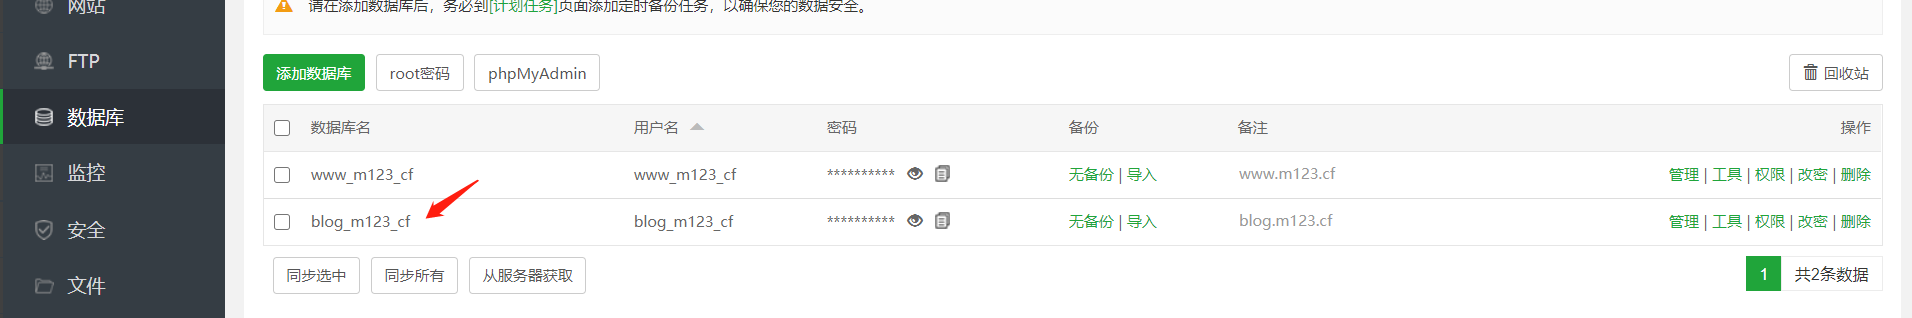 网站
FTP
数据库
监控
安全
文件
请在添加数据库后，务必到[计划任务]页面添加定时备份任务，以确保您的数据安全。
添加数据库 root密码 phpMyAdmin 回收站
数据库名 用户名 密码 备份 备注 操作
www_m123_cf www_m123_cf ********** 无备份 | 导入 www.m123.cf 管理 | 工具 | 权限 | 改密 | 删除
blog_m123_cf blog_m123_cf ********** 无备份 | 导入 blog.m123.cf 管理 | 工具 | 权限 | 改密 | 删除
同步选中 同步所有 从服务器获取 1 共2条数据